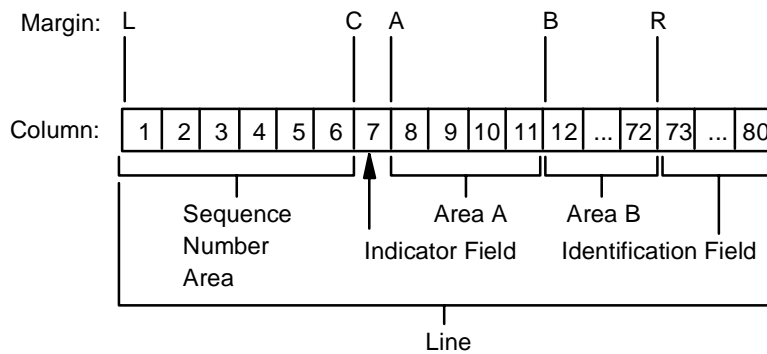 Margin: L C A B R
Column: 1 2 3 4 5 6 7 8 9 10 11 12 ... 72 73 ... 80
Sequence Area A Area B
Number Indicator Field Identification Field
Area
Line